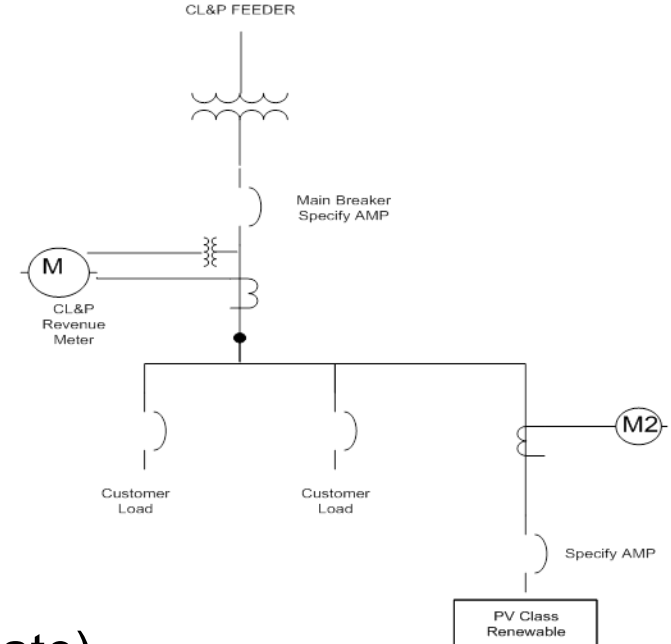 CL&P FEEDER
Main Breaker
Specify AMP
M
CL&P
Revenue
Meter
M2
Customer
Load
Customer
Load
Specify AMP
PV Class
Renewable